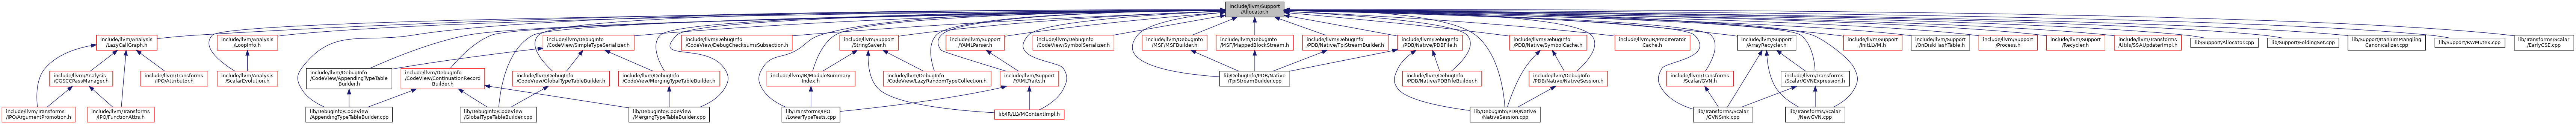 include/llvm/Support
/Allocator.h
include/llvm/Analysis
/LazyCallGraph.h
include/llvm/Analysis
/LoopInfo.h
include/llvm/DebugInfo
/CodeView/SimpleTypeSerializer.h
include/llvm/DebugInfo
/CodeView/DebugChecksumsSubsection.h
include/llvm/Support
/StringSaver.h
include/llvm/Support
/YAMLParser.h
include/llvm/DebugInfo
/CodeView/SymbolSerializer.h
include/llvm/DebugInfo
/MSF/MSFBuilder.h
include/llvm/DebugInfo
/MSF/MappedBlockStream.h
include/llvm/DebugInfo
/PDB/Native/TpiStreamBuilder.h
include/llvm/DebugInfo
/PDB/Native/PDBFile.h
include/llvm/DebugInfo
/PDB/Native/SymbolCache.h
include/llvm/IR/PredIterator
Cache.h
include/llvm/Support
/ArrayRecycler.h
include/llvm/Support
/InitLLVM.h
include/llvm/Support
/OnDiskHashTable.h
include/llvm/Support
/Process.h
include/llvm/Support
/Recycler.h
include/llvm/Transforms
/Utils/SSAUpdaterImpl.h
lib/Support/Allocator.cpp
lib/Support/FoldingSet.cpp
lib/Support/ItaniumMangling
Canonicalizer.cpp
lib/Support/RWMutex.cpp
lib/Transforms/Scalar
/EarlyCSE.cpp
include/llvm/Analysis
/CGSCCPassManager.h
include/llvm/Transforms
/IPO/Attributor.h
include/llvm/Analysis
/ScalarEvolution.h
include/llvm/DebugInfo
/CodeView/AppendingTypeTable
Builder.h
include/llvm/DebugInfo
/CodeView/ContinuationRecord
Builder.h
include/llvm/DebugInfo
/CodeView/GlobalTypeTableBuilder.h
include/llvm/DebugInfo
/CodeView/MergingTypeTableBuilder.h
include/llvm/IR/ModuleSummary
Index.h
include/llvm/DebugInfo
/CodeView/LazyRandomTypeCollection.h
include/llvm/Support
/YAMLTraits.h
lib/DebugInfo/PDB/Native
/TpiStreamBuilder.cpp
include/llvm/DebugInfo
/PDB/Native/PDBFileBuilder.h
include/llvm/DebugInfo
/PDB/Native/NativeSession.h
include/llvm/Transforms
/Scalar/GVN.h
include/llvm/Transforms
/Scalar/GVNExpression.h
include/llvm/Transforms
/IPO/ArgumentPromotion.h
include/llvm/Transforms
/IPO/FunctionAttrs.h
lib/DebugInfo/CodeView
/AppendingTypeTableBuilder.cpp
lib/DebugInfo/CodeView
/GlobalTypeTableBuilder.cpp
lib/DebugInfo/CodeView
/MergingTypeTableBuilder.cpp
lib/Transforms/IPO
/LowerTypeTests.cpp
lib/IR/LLVMContextImpl.h
lib/DebugInfo/PDB/Native
/NativeSession.cpp
lib/Transforms/Scalar
/GVNSink.cpp
lib/Transforms/Scalar
/NewGVN.cpp